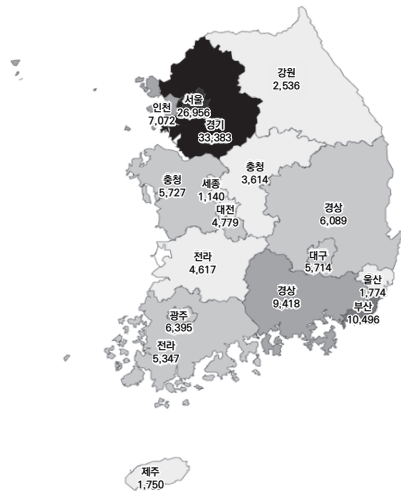 강원
2,536
서울
26,956
인천
7,072
경기
33,383
충청
3,614
충청
5,727
세종
1,140
대전
4,779
경상
6,089
대구
5,714
전라
4,617
울산
1,774
경상
9,418
부산
10,496
광주
6,395
전라
5,347
제주
1,750